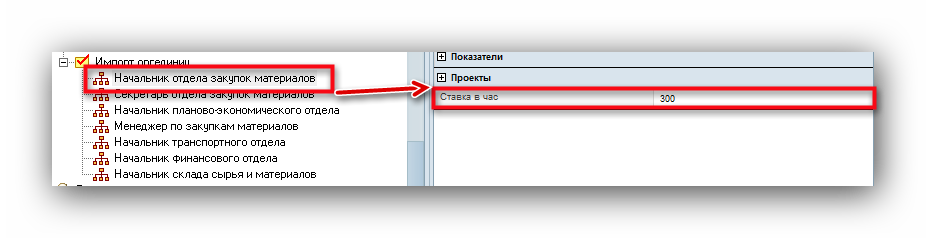 Импорт оргединиц
Начальник отдела закупок материалов
Секретарь отдела закупок материалов
Начальник планово-экономического отдела
Менеджер по закупкам материалов
Начальник транспортного отдела
Начальник финансового отдела
Начальник склада сырья и материалов
Показатели
Проекты
Ставка в час 300